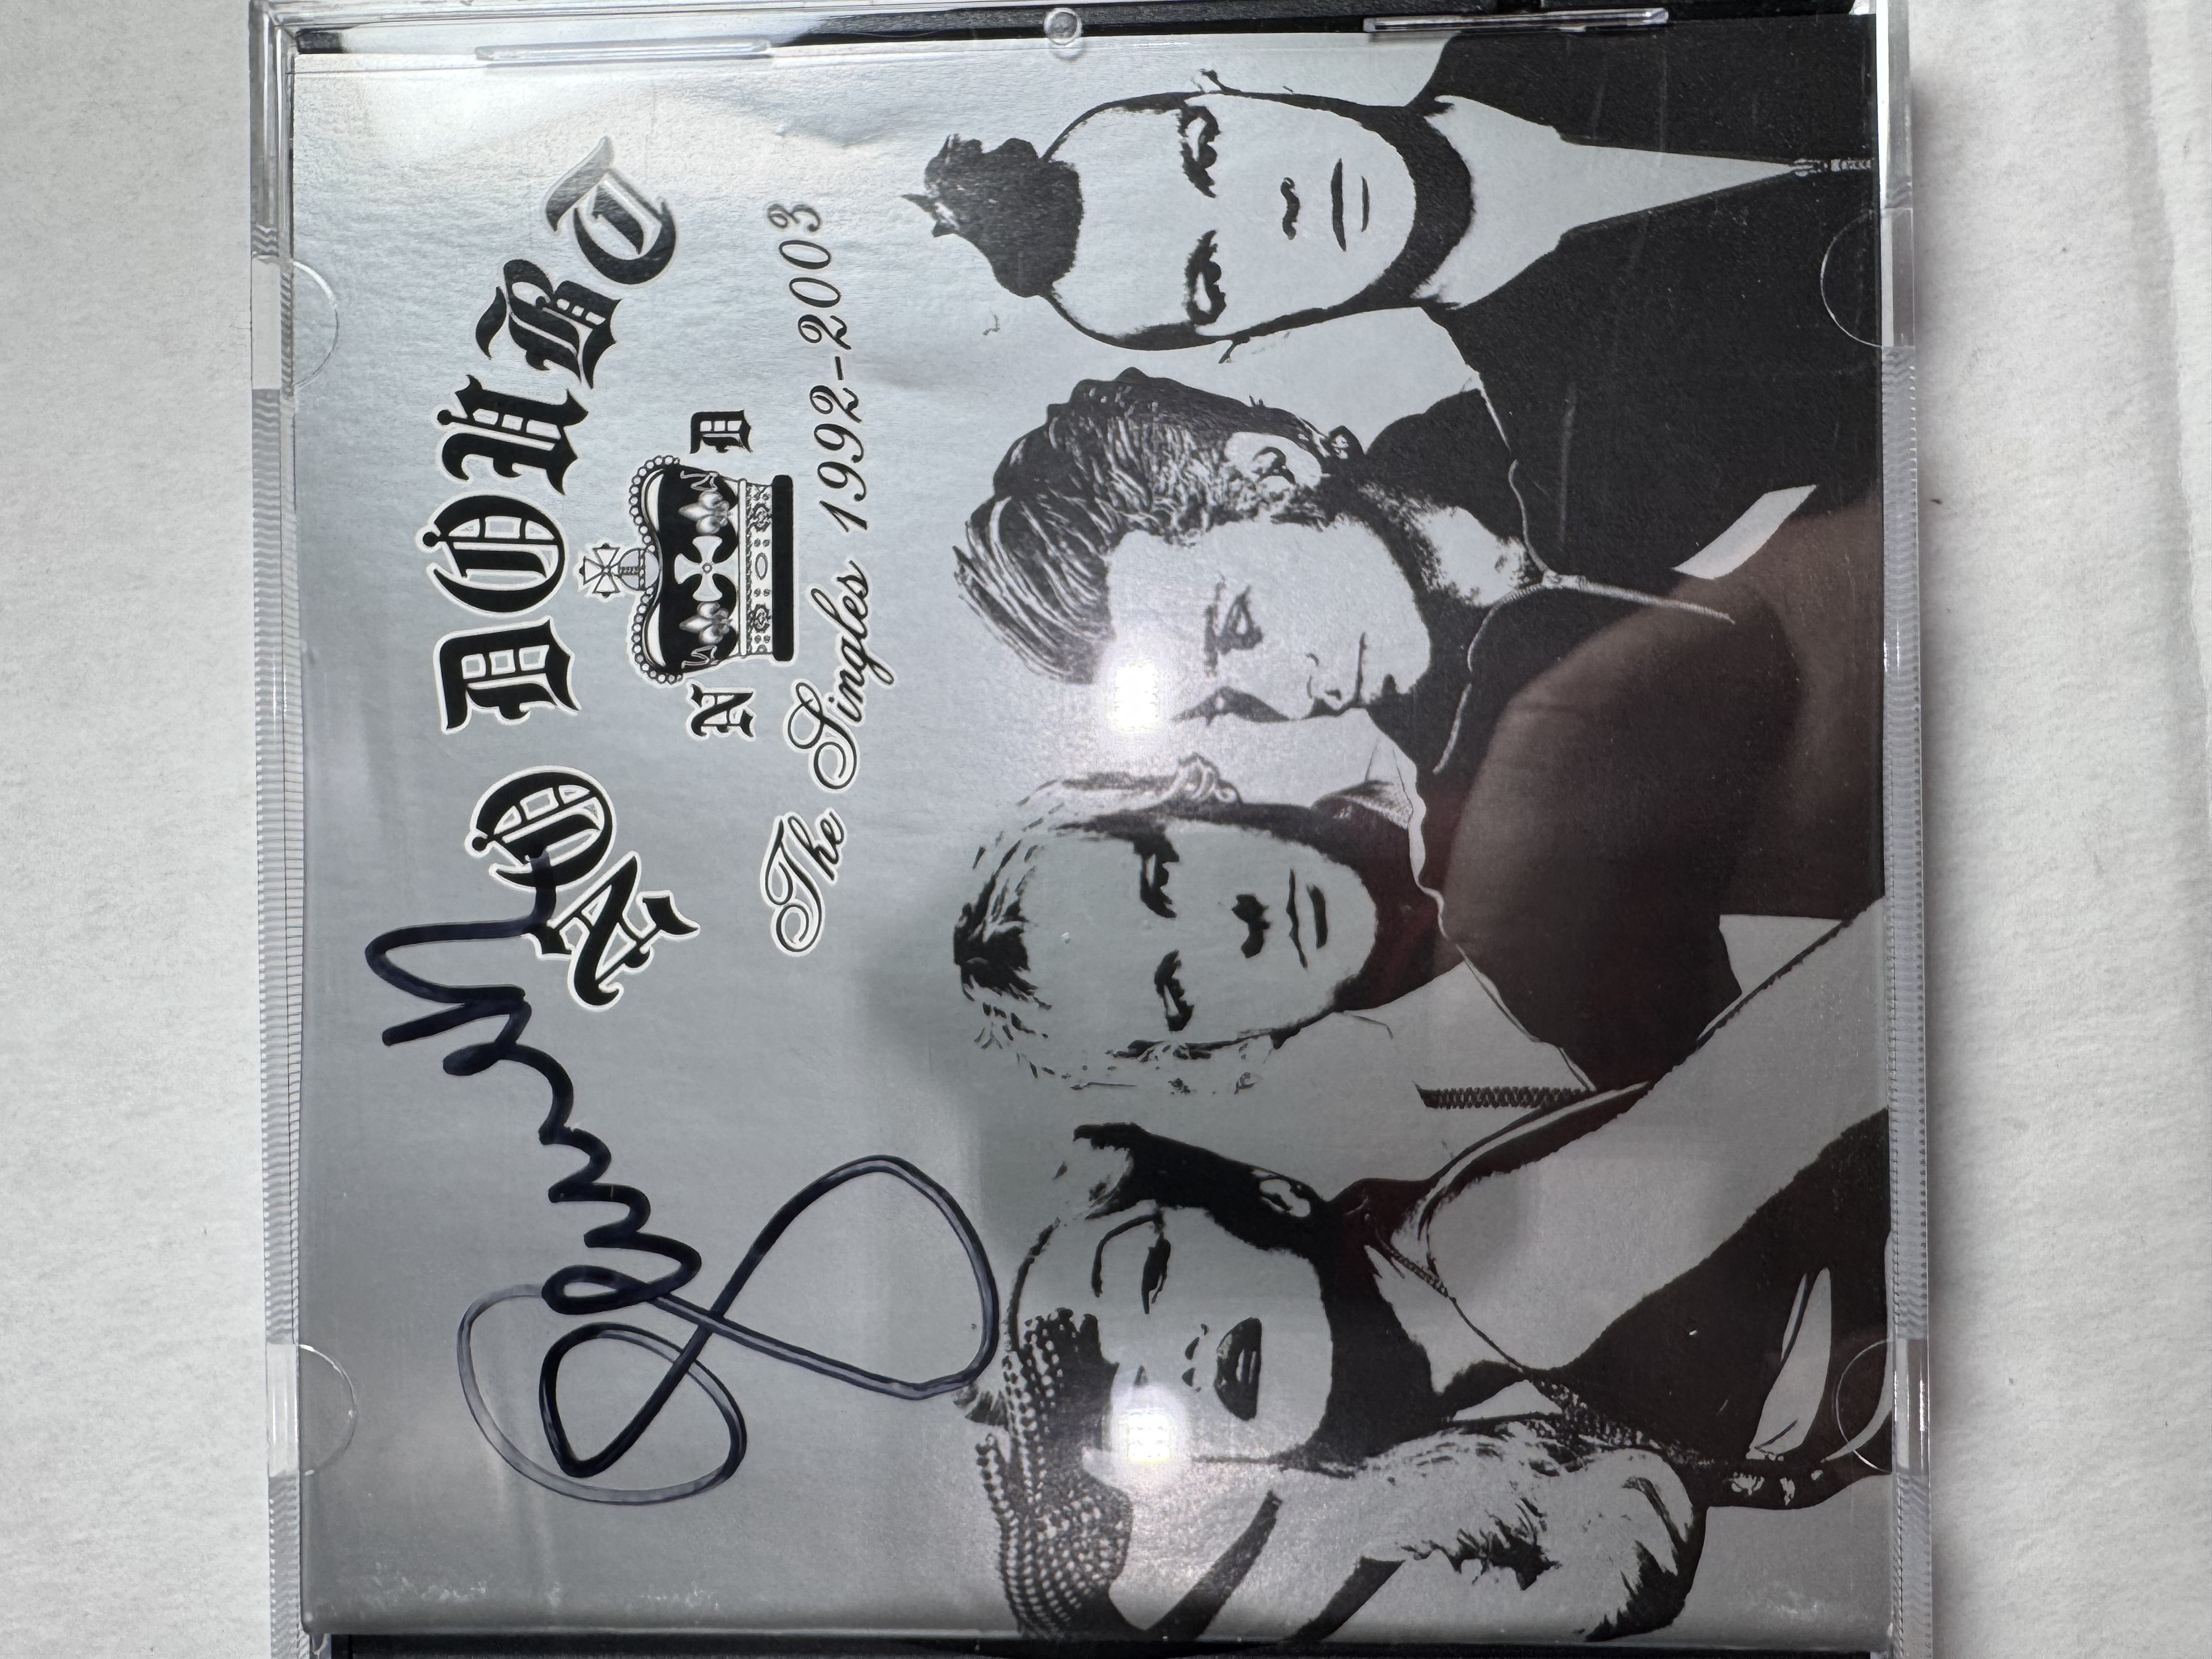 NO DOUBT
N D
The Singles 1992-2003